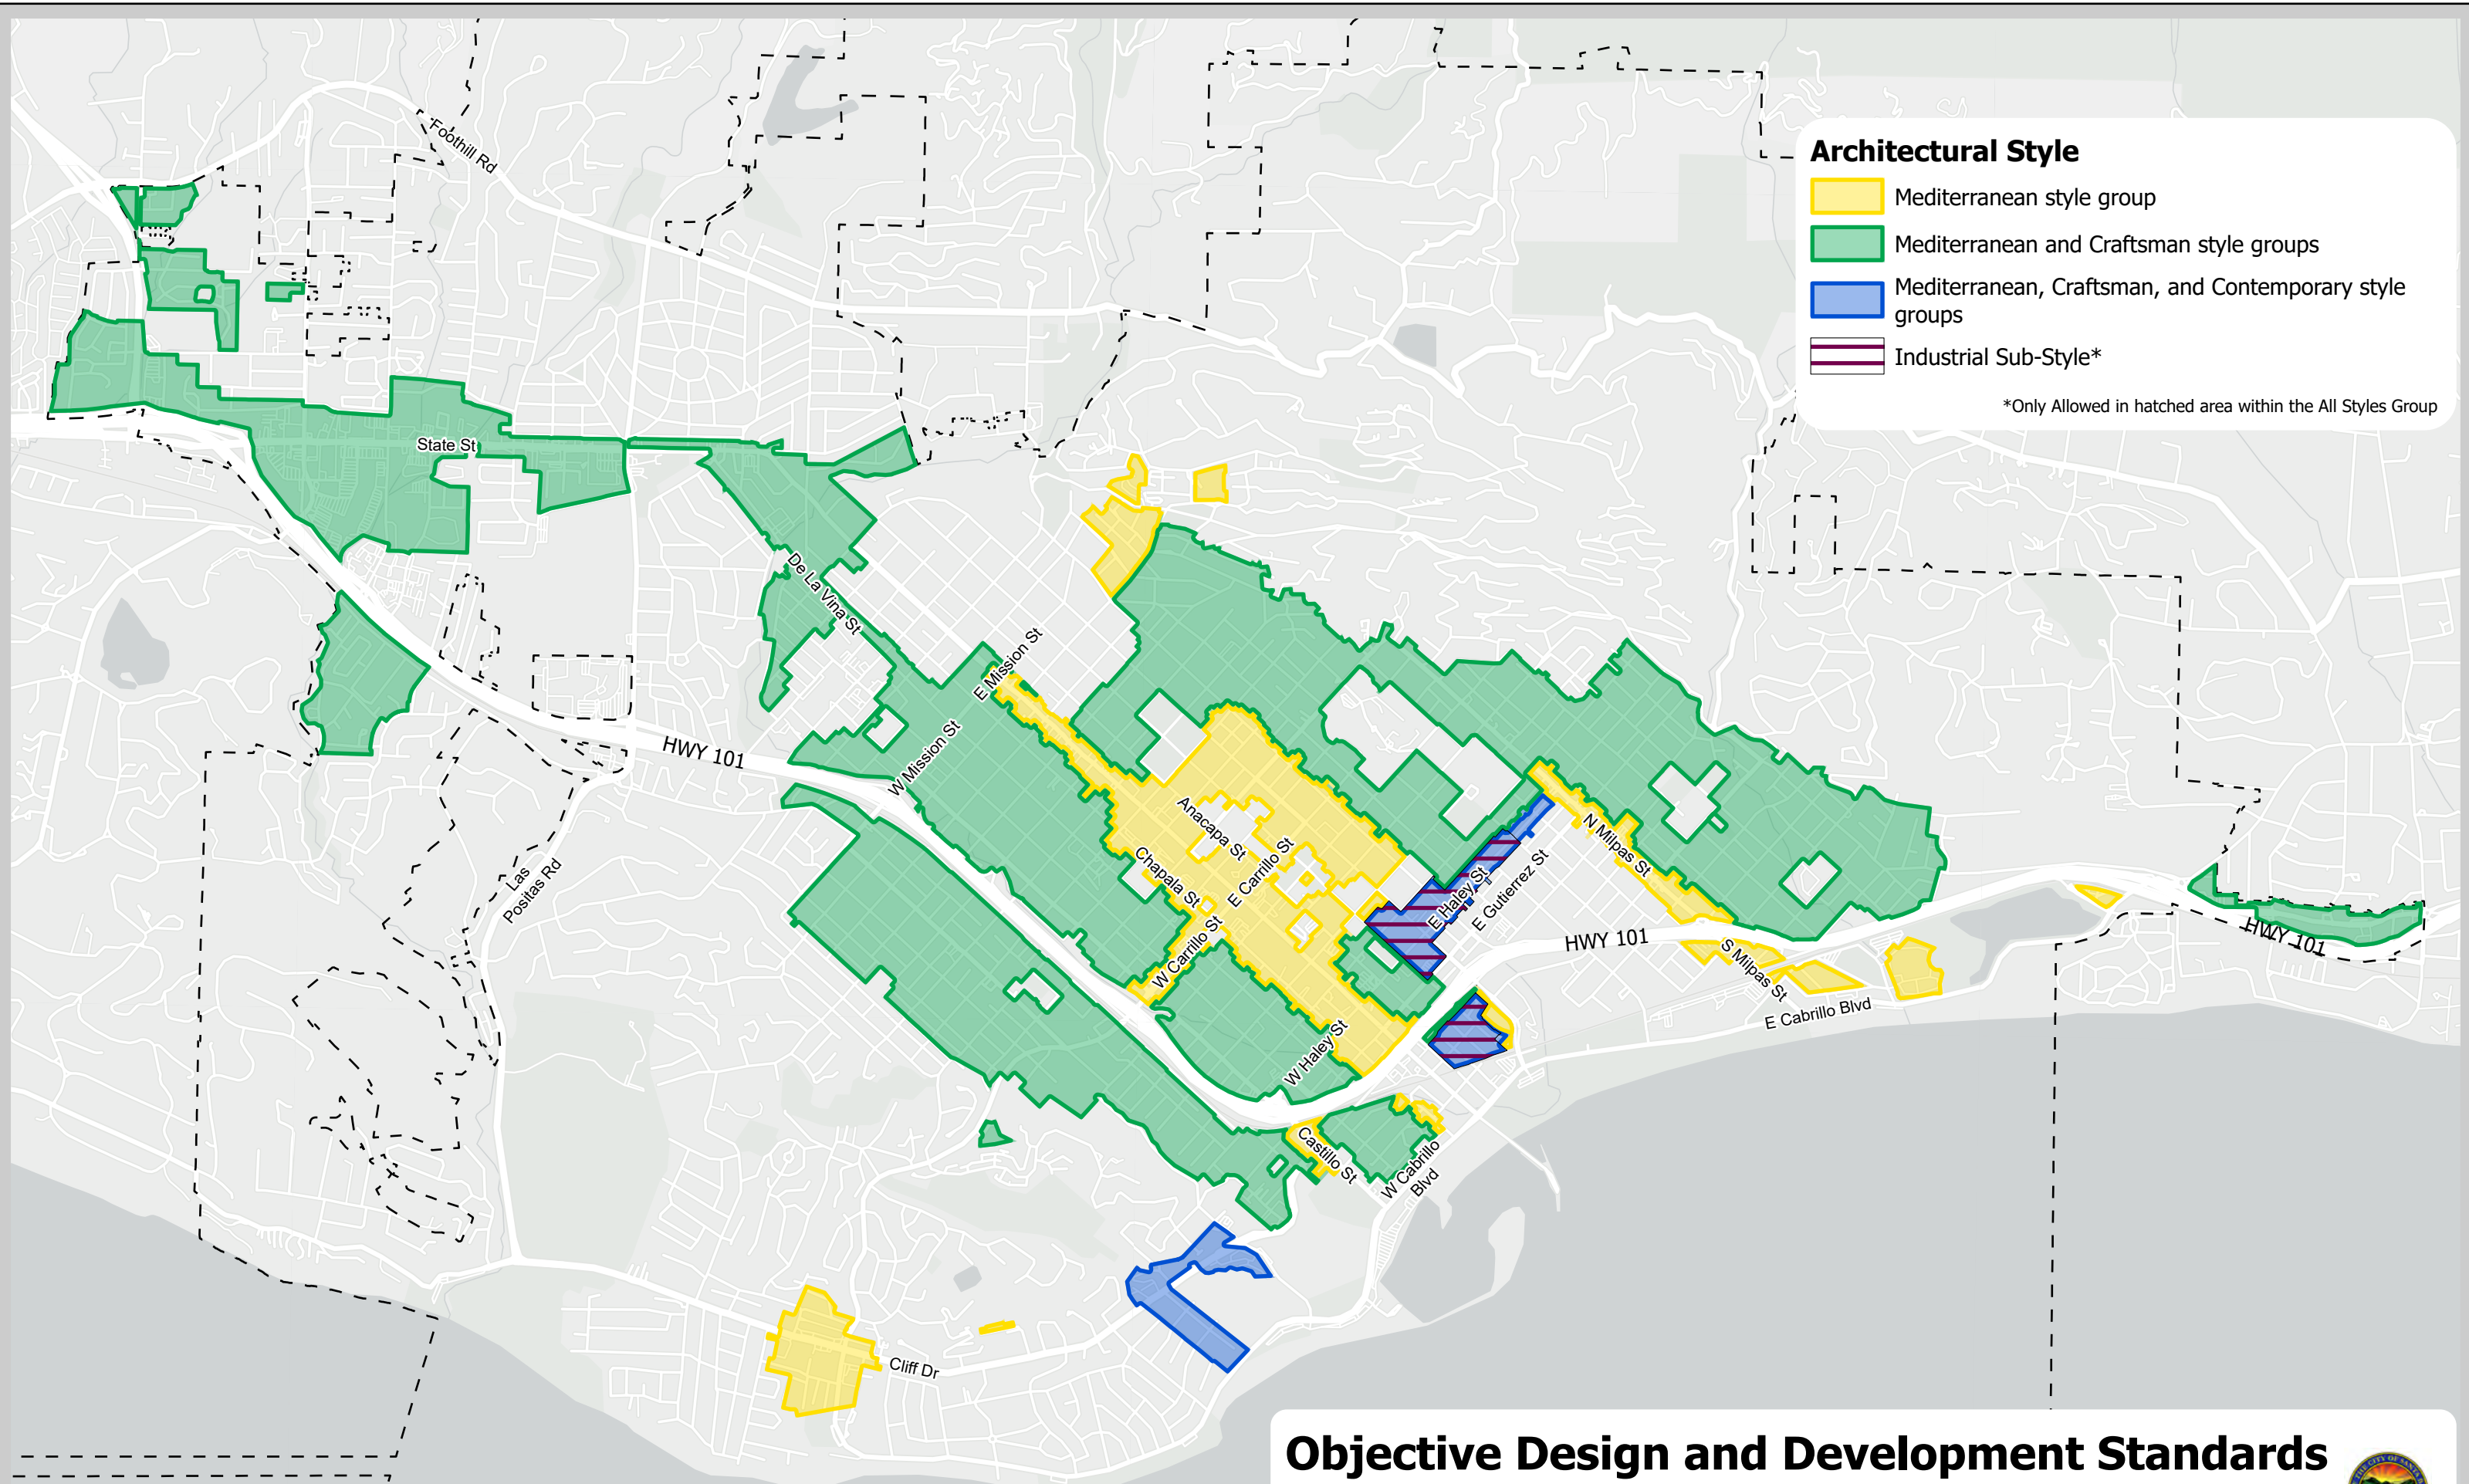 Architectural Style
Mediterranean style group
Mediterranean and Craftsman style groups
Mediterranean, Craftsman, and Contemporary style
groups
Industrial Sub-Style*
*Only Allowed in hatched area within the All Styles Group
Foothill Rd
State St
De La Vina St
E Mission St
W Mission St
HWY 101
Las
Positas Rd
Anacapa St
Chapala St
E Carrillo St
W Carrillo St
N Milpas St
E Haley St
E Gutierrez St
HWY 101
S Milpas St
HWY 101
E Cabrillo Blvd
W Haley St
Castillo St
W Cabrillo
Blvd
Cliff Dr
Objective Design and Development Standards